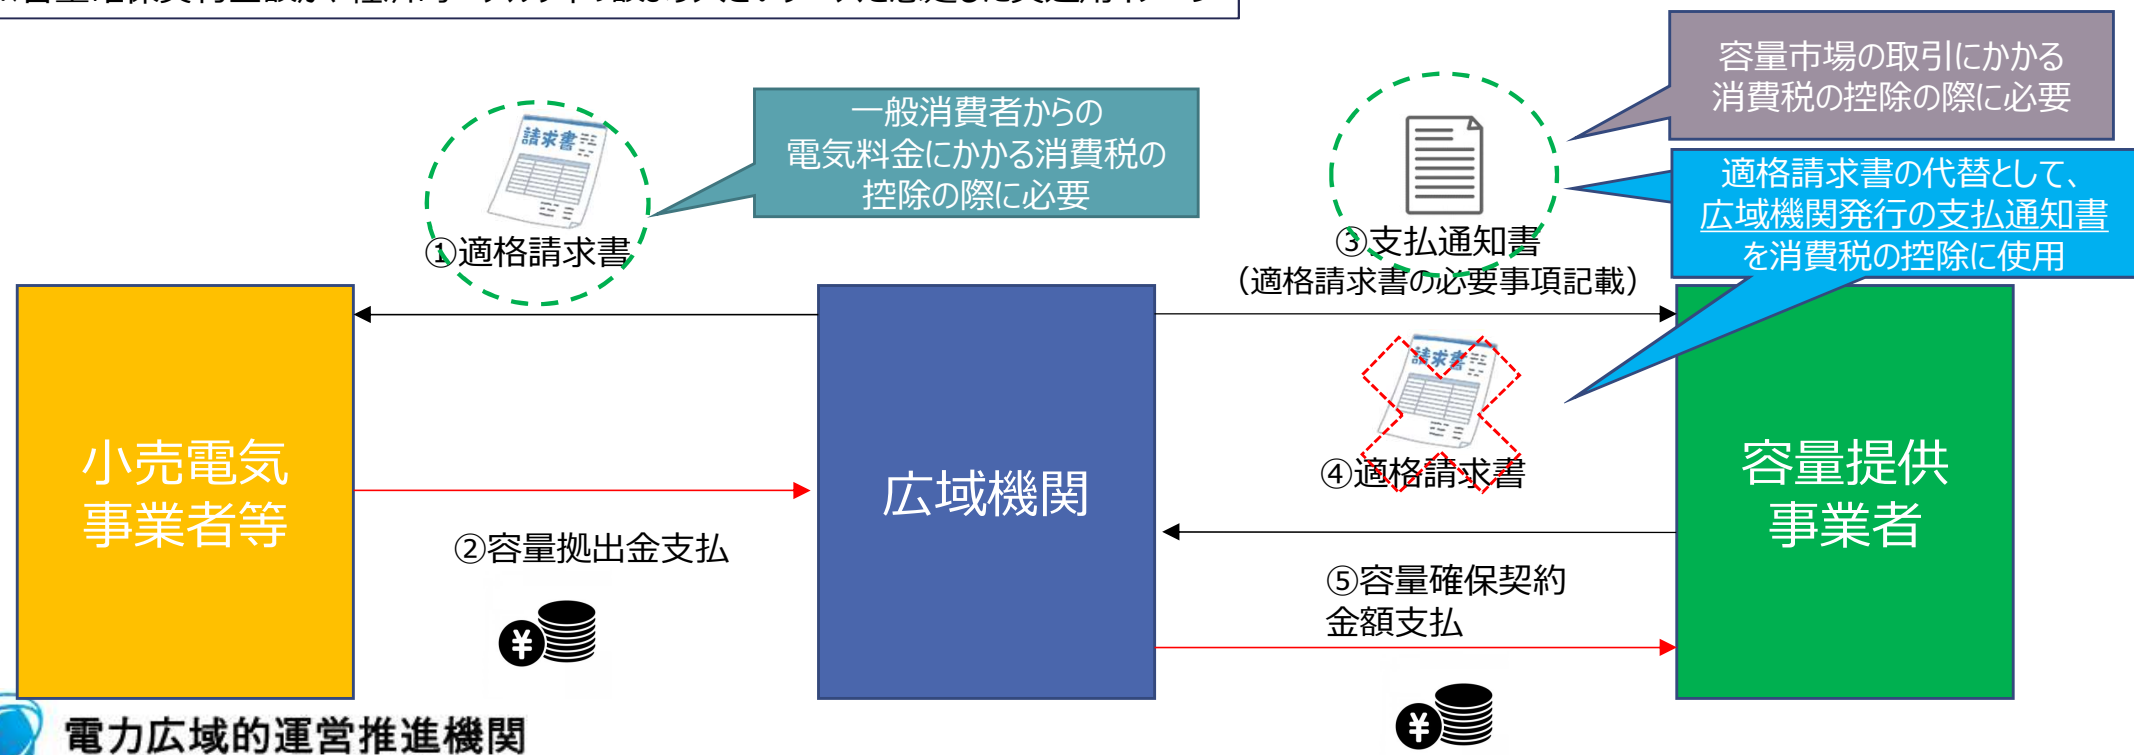 容量市場の取引にかかる
消費税の控除の際に必要
一般消費者からの
電気料金にかかる消費税の
控除の際に必要
適格請求書の代替として、
広域機関発行の支払通知書
を消費税の控除に使用
請求書
①適格請求書
③支払通知書
（適格請求書の必要事項記載）
請求書
④適格請求書
小売電気
事業者等
広域機関
容量提供
事業者
②容量拠出金支払
⑤容量確保契約
金額支払
¥
¥
電力広域的運営推進機関